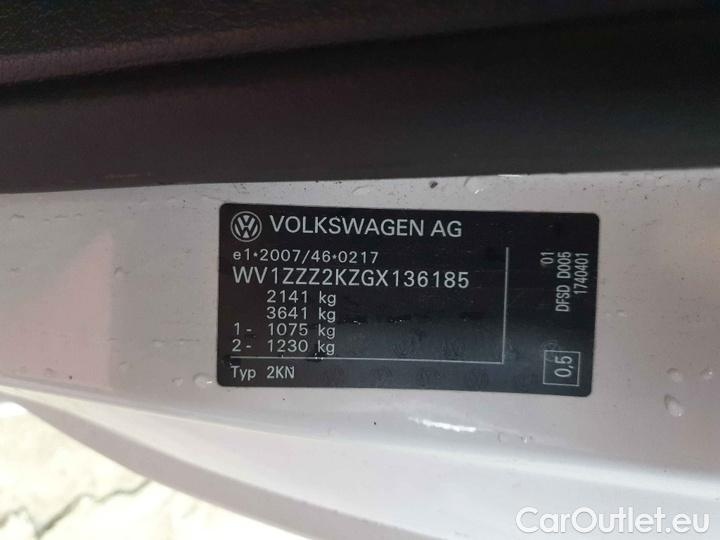 VOLKSWAGEN AG
e1*2007/46*0217
WV1ZZZ2KZGX136185
2141 kg
3641 kg
1- 1075 kg
2- 1230 kg
Typ 2KN
01
DFSD D005
1740401
0,5
CarOutlet.eu